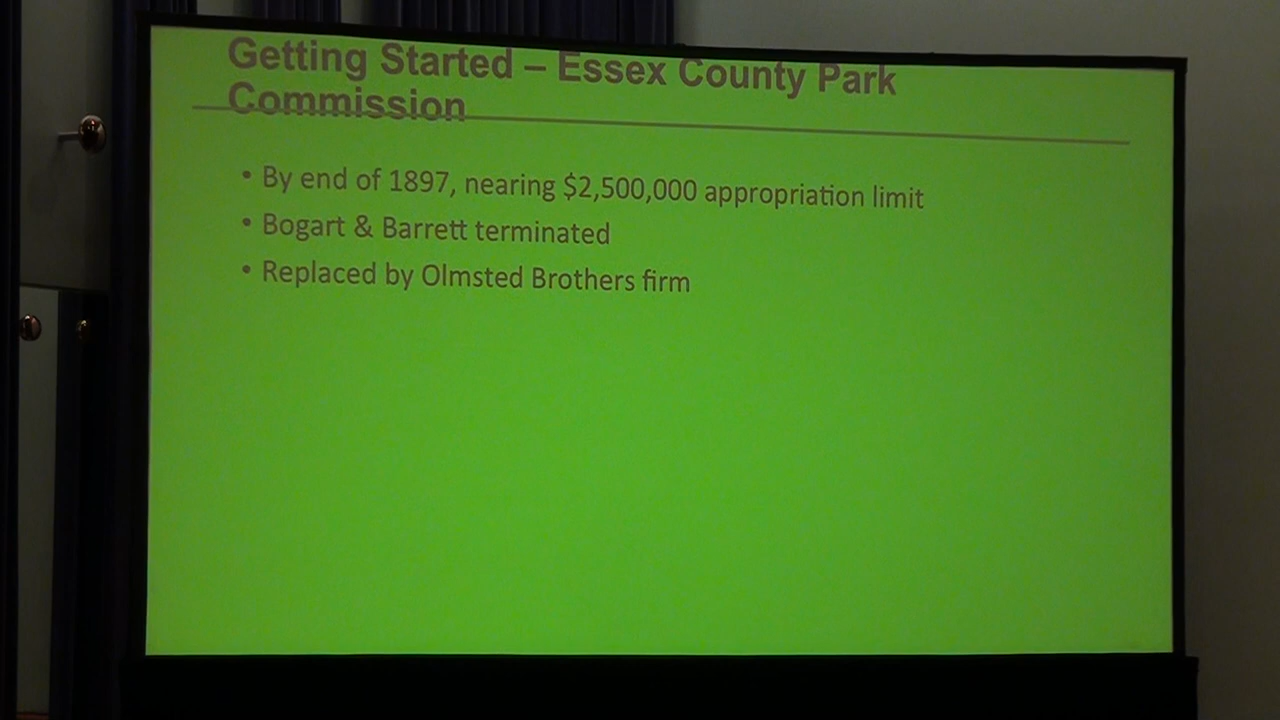 Getting Started – Essex County Park
Commission
• By end of 1897, nearing $2,500,000 appropriation limit
• Bogart & Barrett terminated
• Replaced by Olmsted Brothers firm